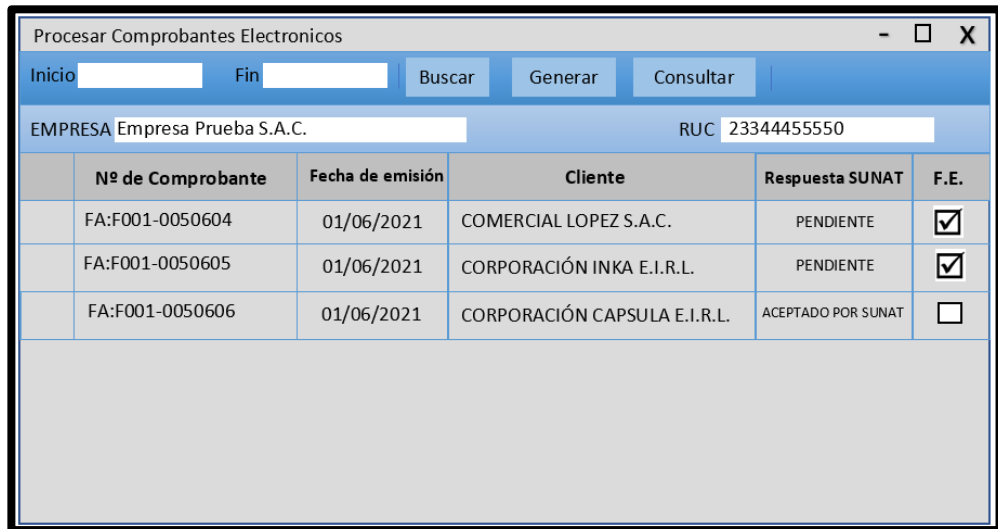 Procesar Comprobantes Electronicos - X
Inicio Fin Buscar Generar Consultar
EMPRESA Empresa Prueba S.A.C. RUC 23344455550
Nº de Comprobante Fecha de emisión Cliente Respuesta SUNAT F.E.
FA:F001-0050604 01/06/2021 COMERCIAL LOPEZ S.A.C. PENDIENTE
FA:F001-0050605 01/06/2021 CORPORACIÓN INKA E.I.R.L. PENDIENTE
FA:F001-0050606 01/06/2021 CORPORACIÓN CAPSULA E.I.R.L. ACEPTADO POR SUNAT